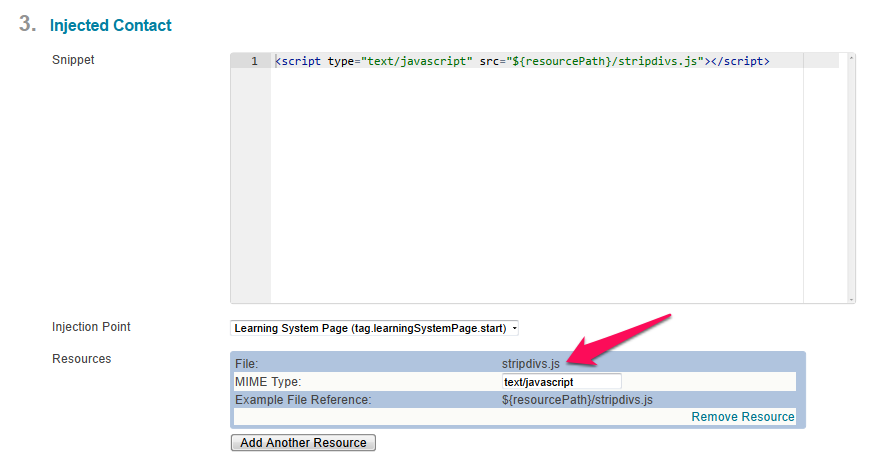 3. Injected Contact
Snippet
1 <script type="text/javascript" src="${resourcePath}/stripdivs.js"></script>
Injection Point Learning System Page (tag.learningSystemPage.start)
Resources
File: stripdivs.js
MIME Type: text/javascript
Example File Reference: ${resourcePath}/stripdivs.js
Remove Resource
Add Another Resource